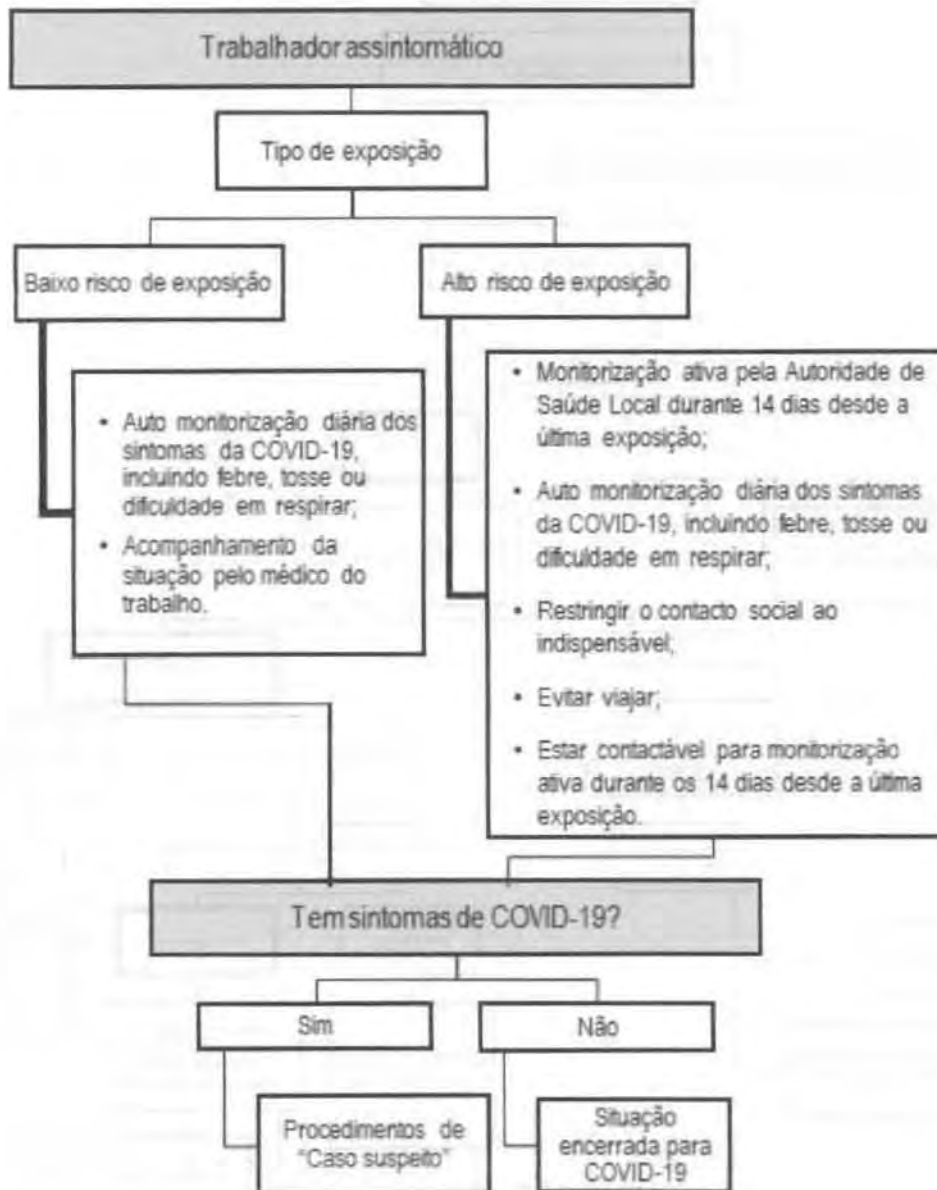 Trabalhador assintomático
Tipo de exposição
Baixo risco de exposição
Alto risco de exposição
• Auto monitorização diária dos
sintomas da COVID-19,
incluindo febre, tosse ou
dificuldade em respirar;
• Acompanhamento da
situação pelo médico do
trabalho.
• Monitorização ativa pela Autoridade de
Saúde Local durante 14 dias desde a
última exposição;
• Auto monitorização diária dos sintomas
da COVID-19, incluindo febre, tosse ou
dificuldade em respirar;
• Restringir o contacto social ao
indispensável;
• Evitar viajar;
• Estar contactável para monitorização
ativa durante os 14 dias desde a última
exposição.
Tem sintomas de COVID-19?
Sim
Não
Procedimentos de
"Caso suspeito"
Situação
encerrada para
COVID-19